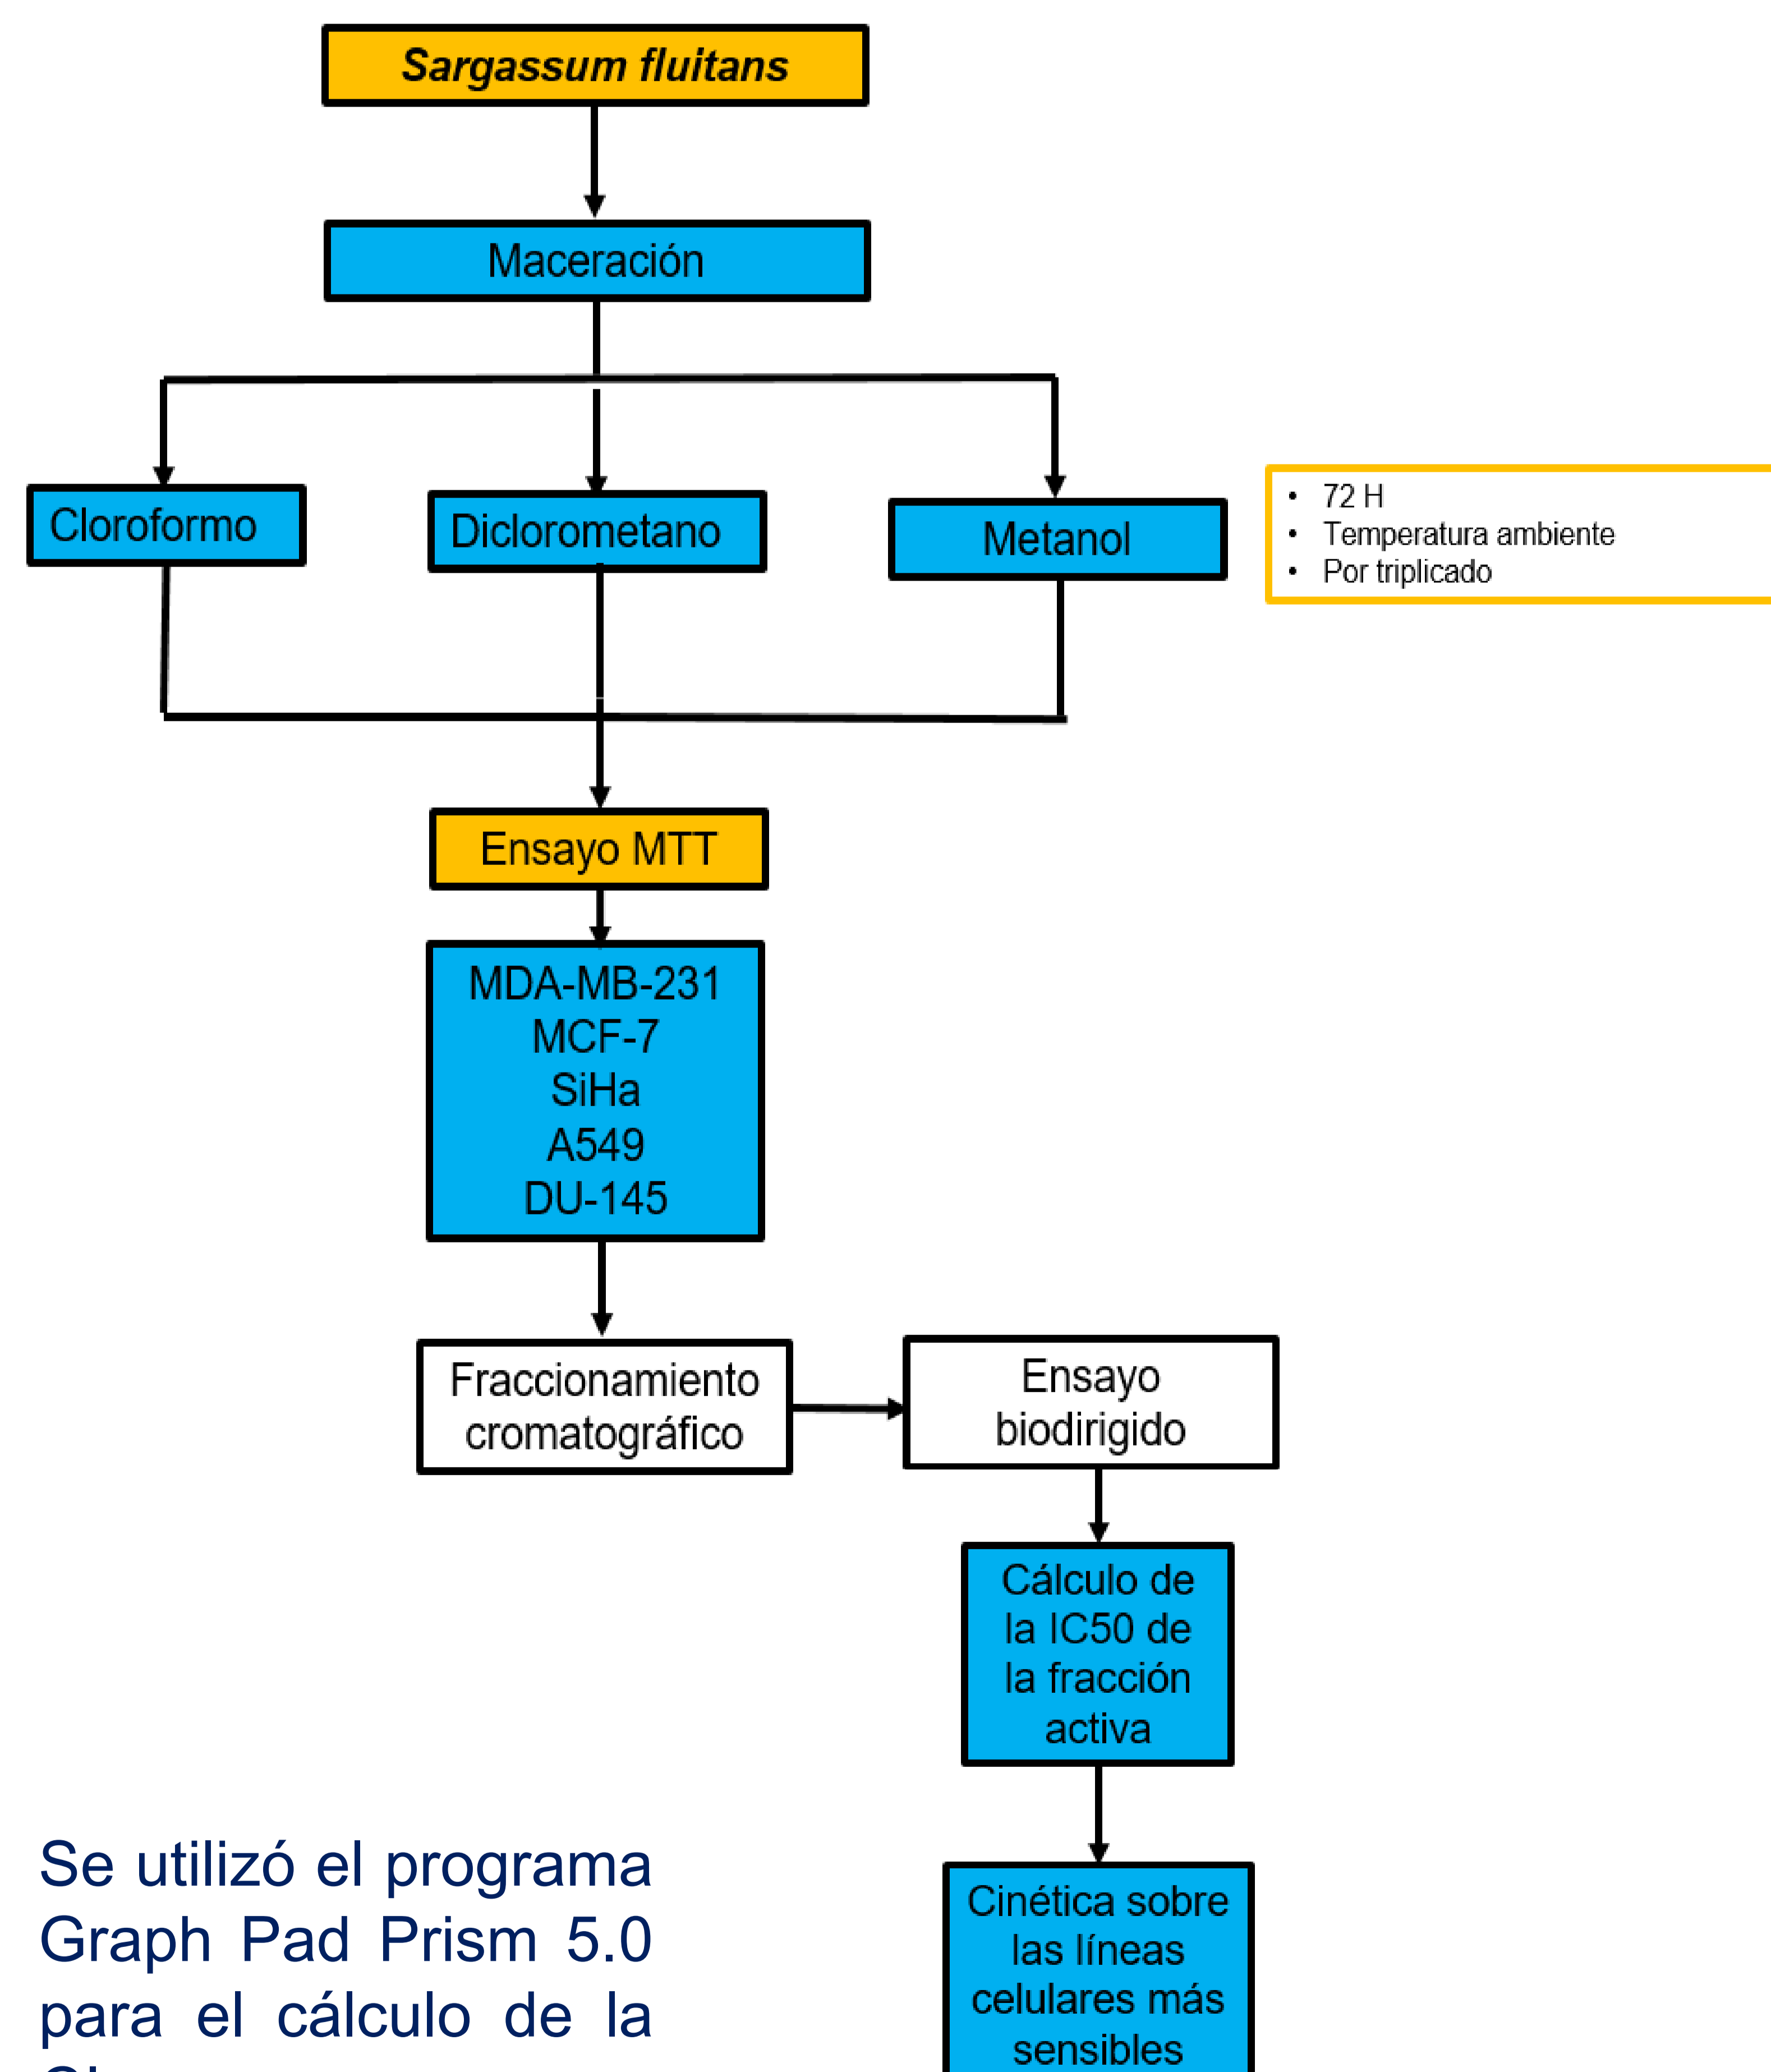 Sargassum fluitans
Maceración
Cloroformo
Diclorometano
Metanol
• 72 H
• Temperatura ambiente
• Por triplicado
Ensayo MTT
MDA-MB-231
MCF-7
SiHa
A549
DU-145
Fraccionamiento
cromatográfico
Ensayo
biodirigido
Cálculo de
la IC50 de
la fracción
activa
Cinética sobre
las líneas
celulares más
sensibles
Se utilizó el programa
Graph Pad Prism 5.0
para el cálculo de la